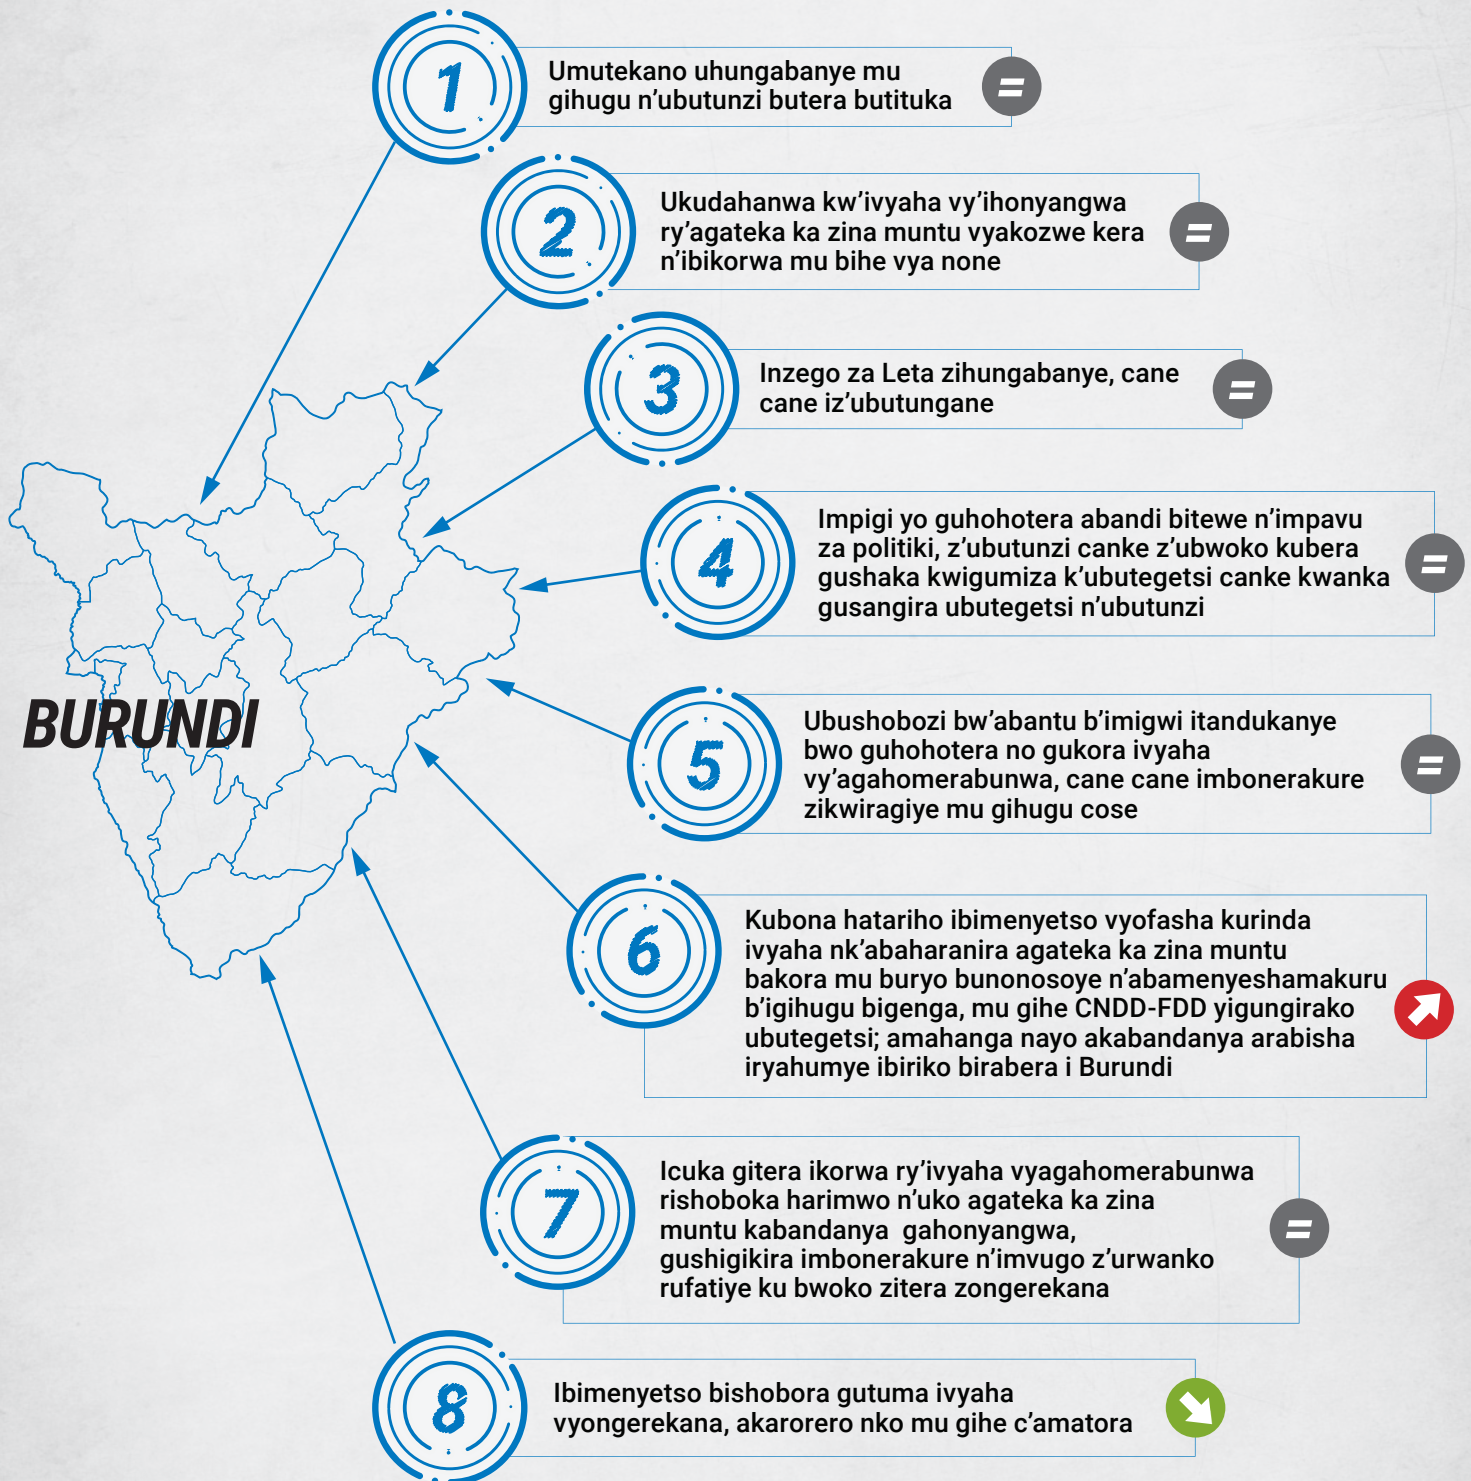 1
Umutekano uhungabanye mu
gihugu n'ubutunzi butera butituka
=
2
Ukudahanwa kw'ivyaha vy'ihonyangwa
ry'agateka ka zina muntu vyakozwe kera
n'ibikorwa mu bihe vya none
=
3
Inzego za Leta zihungabanye, cane
cane iz'ubutungane
=
4
Impigi yo guhohotera abandi bitewe n'impavu
za politiki, z'ubutunzi canke z'ubwoko kubera
gushaka kwigumiza k'ubutegetsi canke kwanka
gusangira ubutegetsi n'ubutunzi
=
BURUNDI
5
Ubushobozi bw'abantu b'imigwi itandukanye
bwo guhohotera no gukora ivyaha
vy'agahomerabunwa, cane cane imbonerakure
zikwiragiye mu gihugu cose
=
6
Kubona hatariho ibimenyetso vyofasha kurinda
ivyaha nk'abaharanira agateka ka zina muntu
bakora mu buryo bunonosoye n'abamenyeshamakuru
b'igihugu bigenga, mu gihe CNDD-FDD yigungirako
ubutegetsi; amahanga nayo akabandanya arabisha
iryahumye ibiriko birabera i Burundi
7
Icuka gitera ikorwa ry'ivyaha vyagahomerabunwa
rishoboka harimwo n'uko agateka ka zina
muntu kabandanya gahonyangwa,
gushigikira imbonerakure n'imvugo z'urwanko
rufatiye ku bwoko zitera zongerekana
=
8
Ibimenyetso bishobora gutuma ivyaha
vyongerekana, akarorero nko mu gihe c'amatora